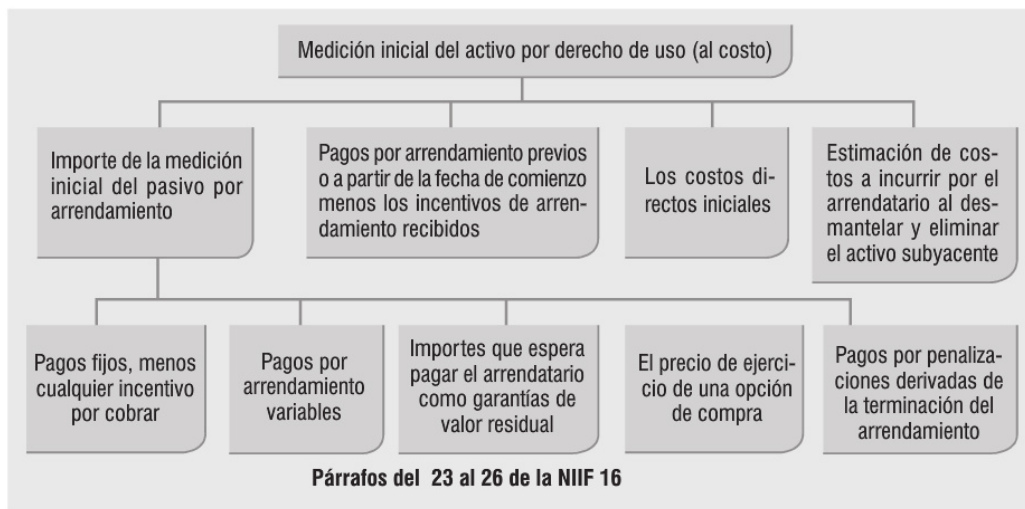 Medición inicial del activo por derecho de uso (al costo)
Importe de la medición
inicial del pasivo por
arrendamiento
Pagos por arrendamiento previos
o a partir de la fecha de comienzo
menos los incentivos de arren-
damiento recibidos
Los costos di-
rectos iniciales
Estimación de cos-
tos a incurrir por el
arrendatario al des-
mantelar y eliminar
el activo subyacente
Pagos fijos, menos
cualquier incentivo
por cobrar
Pagos por
arrendamiento
variables
Importes que espera
pagar el arrendatario
como garantías de
valor residual
El precio de ejerci-
cio de una opción
de compra
Pagos por penaliza-
ciones derivadas de
la terminación del
arrendamiento
Párrafos del 23 al 26 de la NIIF 16